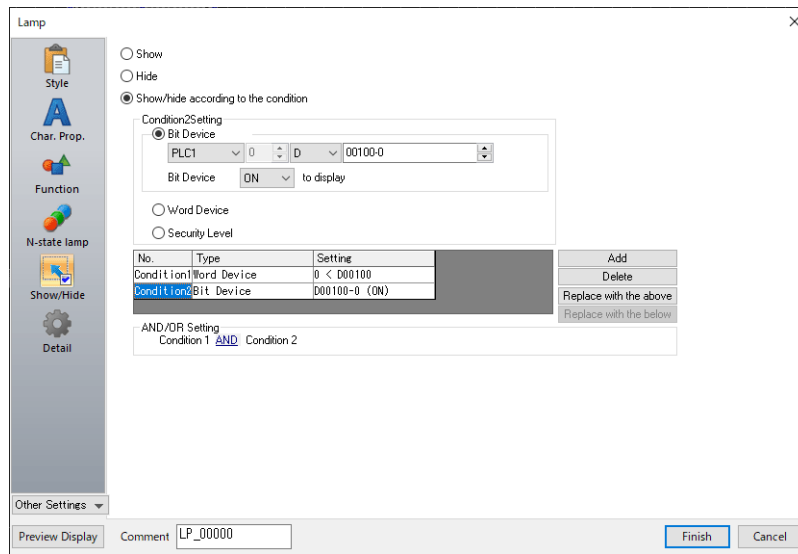 Lamp
Style
Char. Prop.
Function
N-state lamp
Show/Hide
Detail
Other Settings
Show
Hide
Show/hide according to the condition
Condition2Setting
Bit Device
PLC1 0 D 00100-0
Bit Device ON to display
Word Device
Security Level
No. Type Setting
Condition1 Word Device 0 < D00100
Condition2 Bit Device D00100-0 (ON)
Add
Delete
Replace with the above
Replace with the below
AND/OR Setting
Condition 1 AND Condition 2
Preview Display Comment LP_00000 Finish Cancel